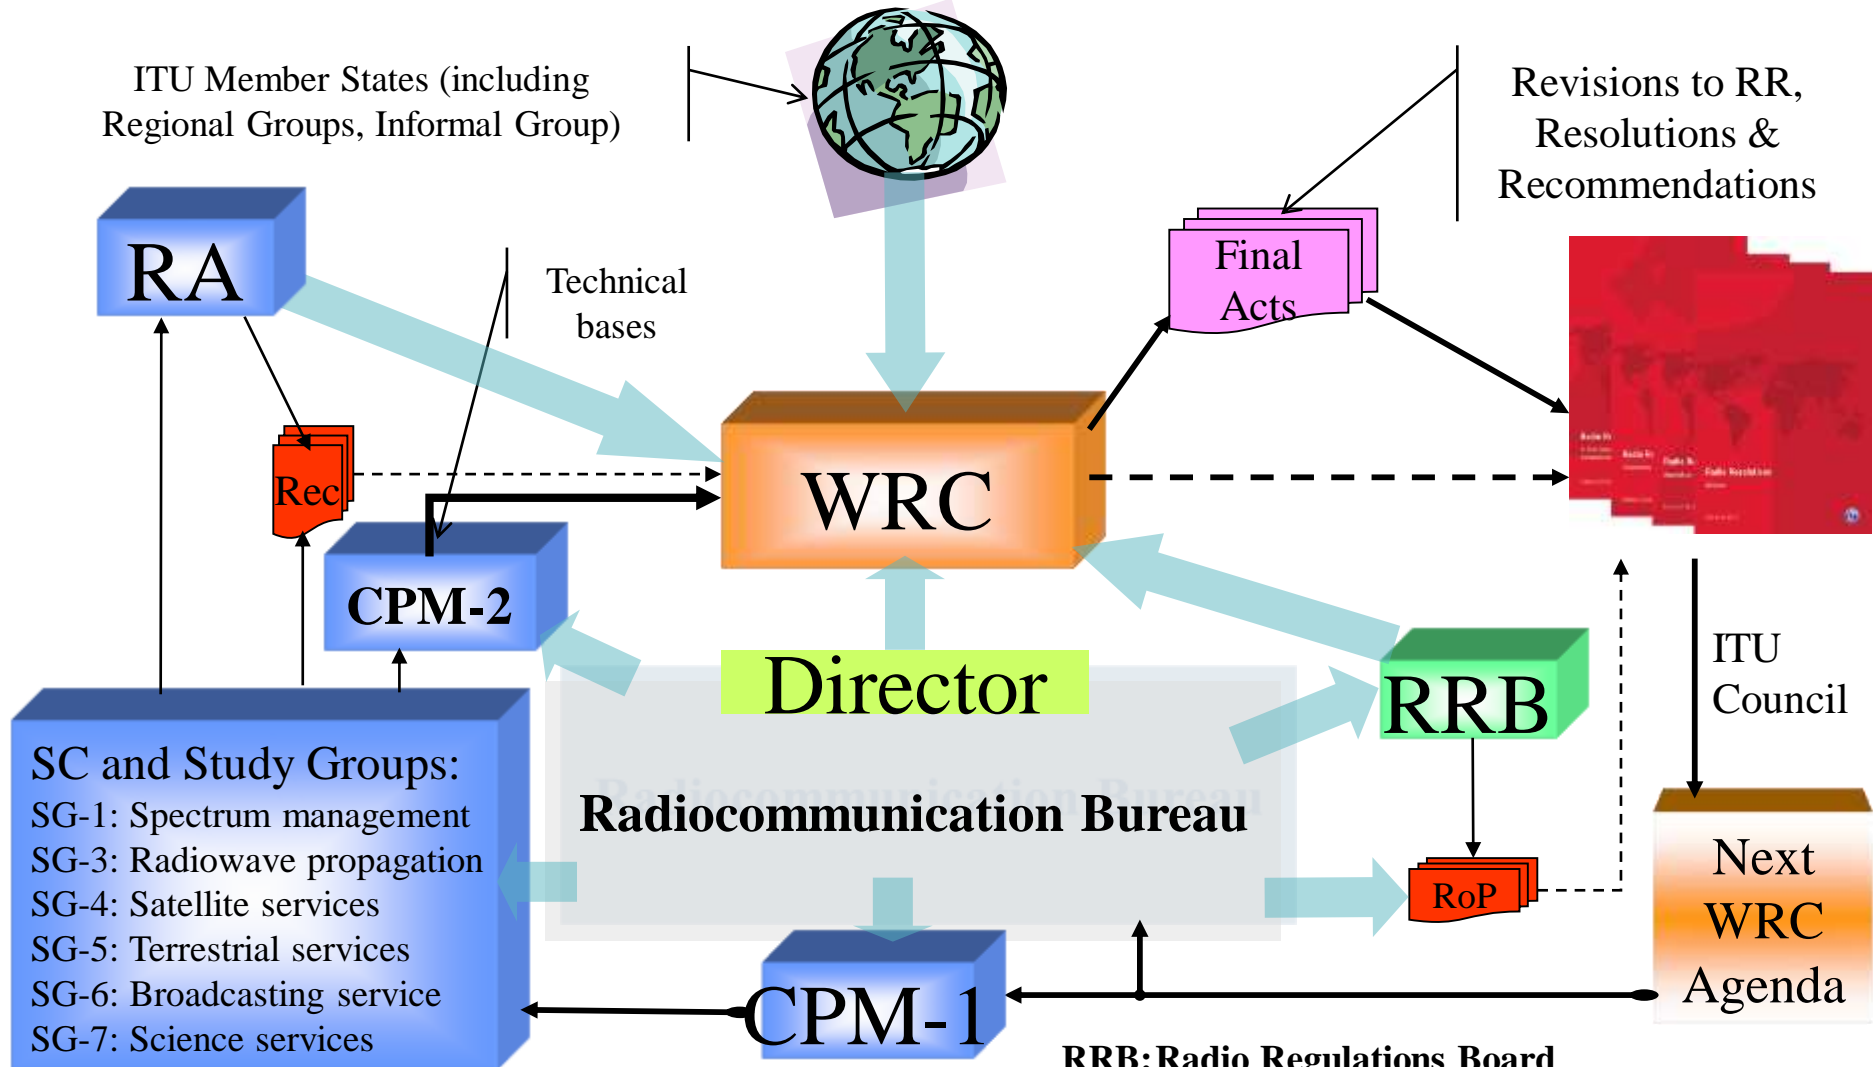 ITU Member States (including
Regional Groups, Informal Group)
Revisions to RR,
Resolutions &
Recommendations
RA
Technical
bases
Final
Acts
Rec
WRC
CPM-2
Director
RRB
ITU
Council
SC and Study Groups:
SG-1: Spectrum management
SG-3: Radiowave propagation
SG-4: Satellite services
SG-5: Terrestrial services
SG-6: Broadcasting service
SG-7: Science services
Radiocommunication Bureau
RoP
Next
WRC
Agenda
CPM-1
RRB: Radio Regulations Board